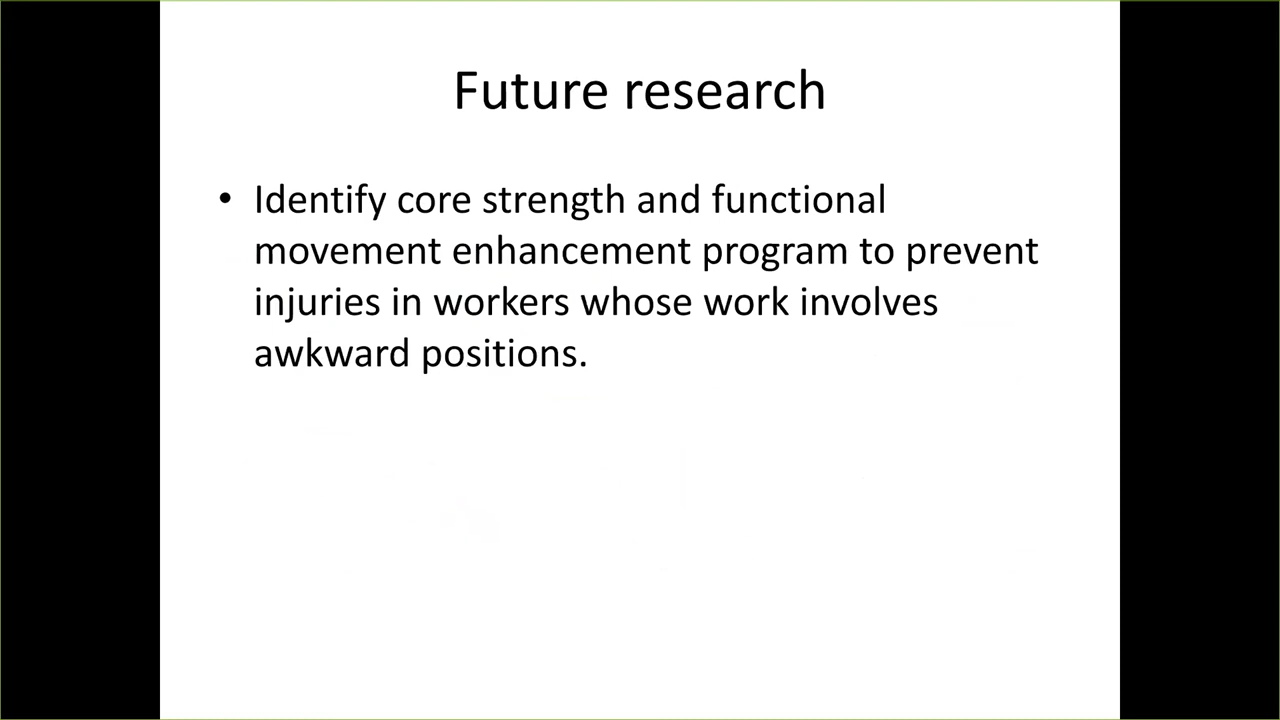 Future research
• Identify core strength and functional
movement enhancement program to prevent
injuries in workers whose work involves
awkward positions.